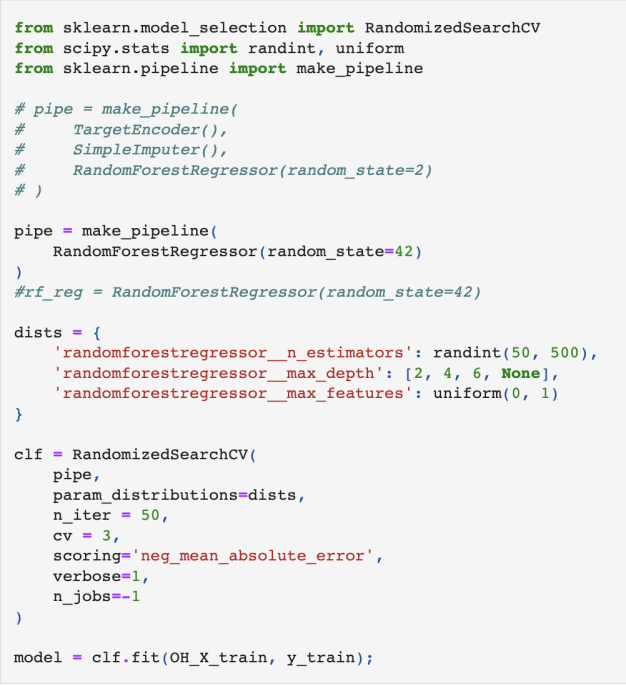 from sklearn.model_selection import RandomizedSearchCV
from scipy.stats import randint, uniform
from sklearn.pipeline import make_pipeline

# pipe = make_pipeline(
#     TargetEncoder(),
#     SimpleImputer(),
#     RandomForestRegressor(random_state=2)
# )

pipe = make_pipeline(
    RandomForestRegressor(random_state=42)
)
#rf_reg = RandomForestRegressor(random_state=42)

dists = {
    'randomforestregressor__n_estimators': randint(50, 500),
    'randomforestregressor__max_depth': [2, 4, 6, None],
    'randomforestregressor__max_features': uniform(0, 1)
}

clf = RandomizedSearchCV(
    pipe,
    param_distributions=dists,
    n_iter = 50,
    cv = 3,
    scoring='neg_mean_absolute_error',
    verbose=1,
    n_jobs=-1
)

model = clf.fit(OH_X_train, y_train);